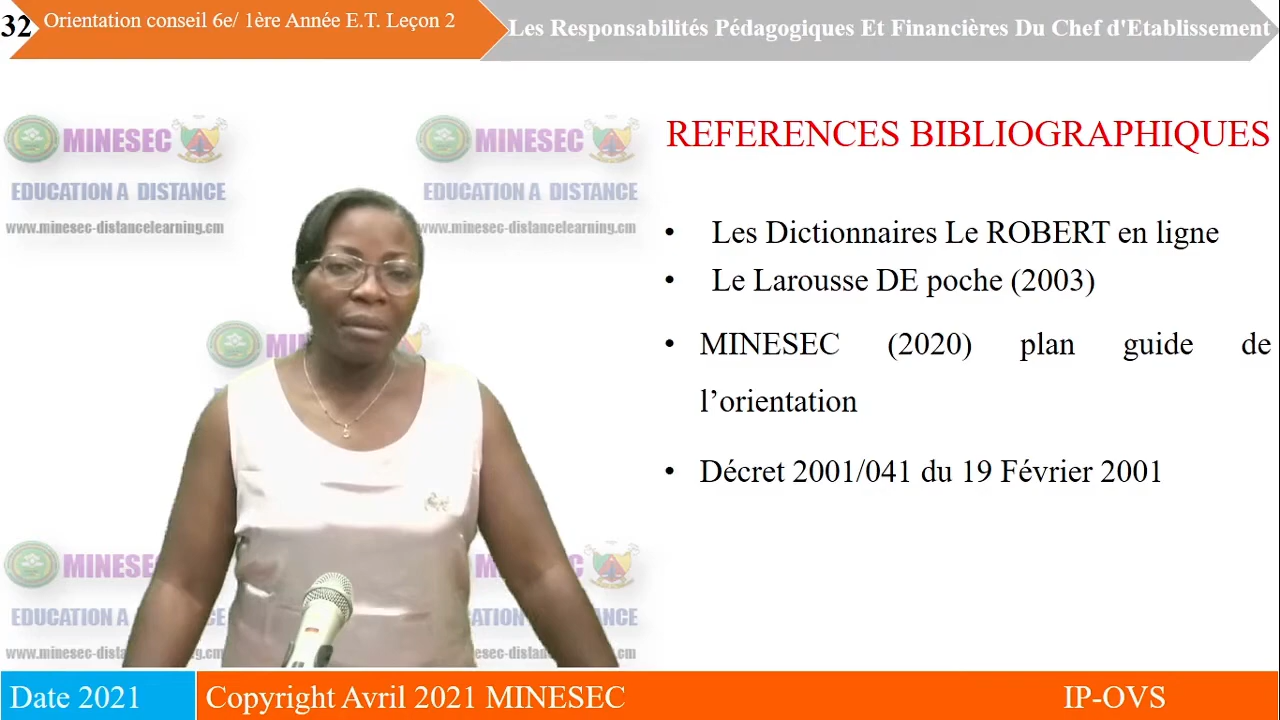 32
Orientation conseil 6e/ 1ère Année E.T. Leçon 2
Les Responsabilités Pédagogiques Et Financières Du Chef d'Etablissement
MINESEC
EDUCATION A DISTANCE
www.minesec-distancelearning.cm
MINESEC
EDUCATION A DISTANCE
www.minesec-distancelearning.cm
REFERENCES BIBLIOGRAPHIQUES
• Les Dictionnaires Le ROBERT en ligne
• Le Larousse DE poche (2003)
• MINESEC (2020) plan guide de
l’orientation
• Décret 2001/041 du 19 Février 2001
MINESEC
EDUCATION A
Date 2021
Copyright Avril 2021 MINESEC
IP-OVS